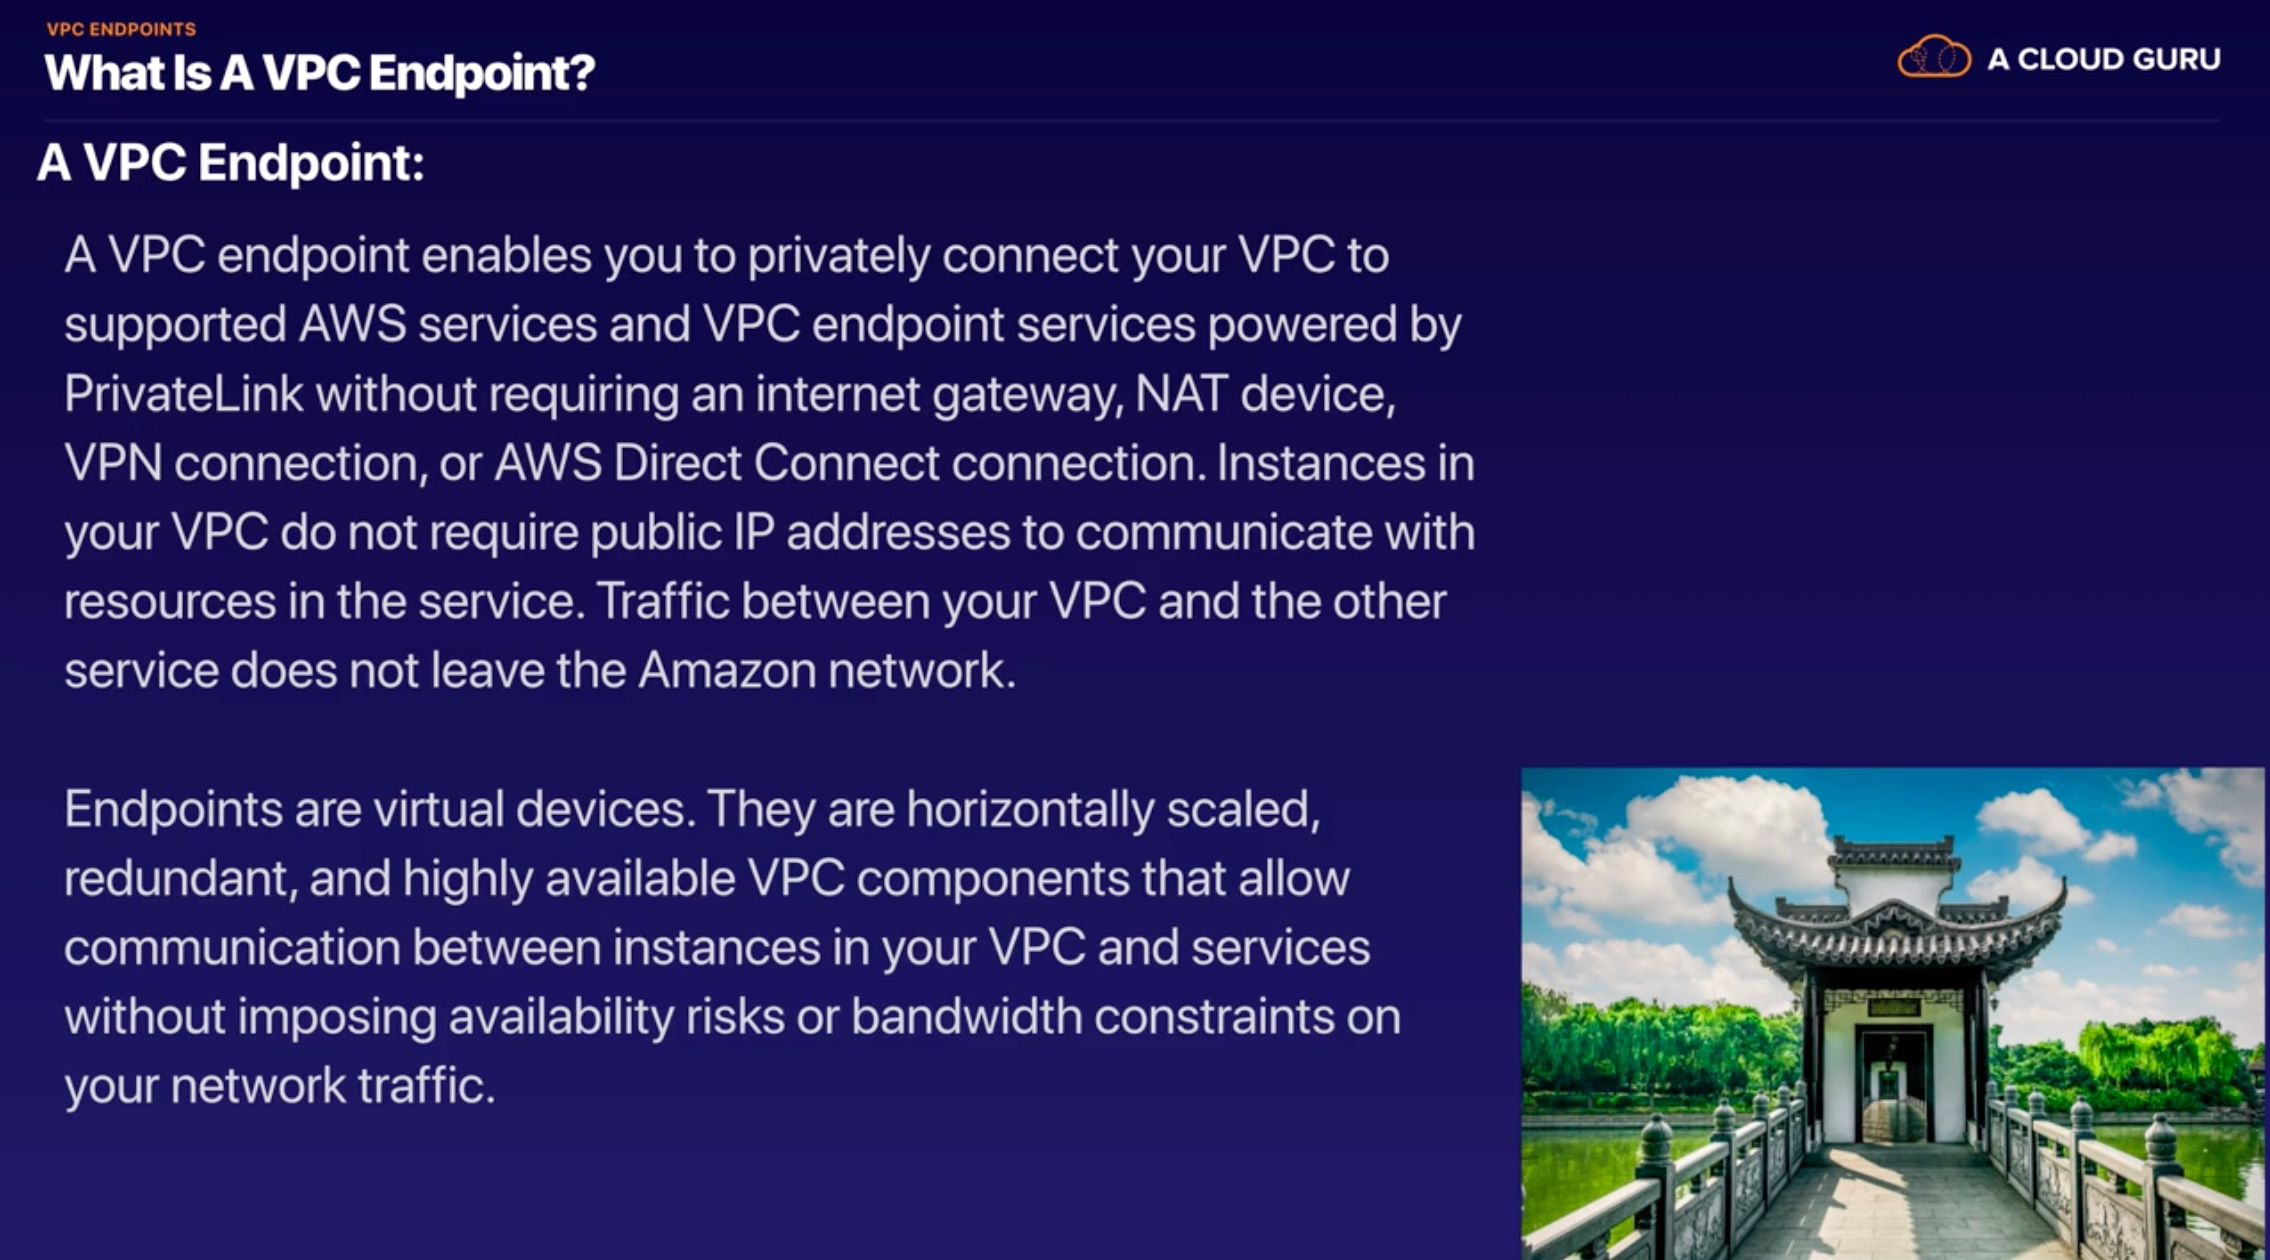 VPC ENDPOINTS
What Is A VPC Endpoint?
A CLOUD GURU
A VPC Endpoint:
A VPC endpoint enables you to privately connect your VPC to
supported AWS services and VPC endpoint services powered by
PrivateLink without requiring an internet gateway, NAT device,
VPN connection, or AWS Direct Connect connection. Instances in
your VPC do not require public IP addresses to communicate with
resources in the service. Traffic between your VPC and the other
service does not leave the Amazon network.
Endpoints are virtual devices. They are horizontally scaled,
redundant, and highly available VPC components that allow
communication between instances in your VPC and services
without imposing availability risks or bandwidth constraints on
your network traffic.